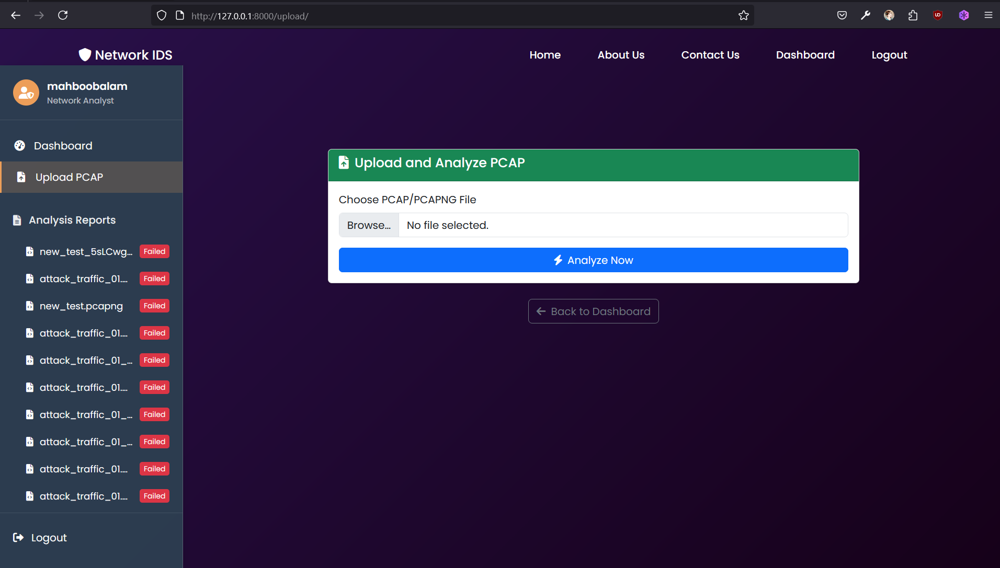 http://127.0.0.1:8000/upload/
Network IDS
Home
About Us
Contact Us
Dashboard
Logout
mahboobalam
Network Analyst
Dashboard
Upload PCAP
Analysis Reports
new_test_5sLCwg... Failed
attack_traffic_01.... Failed
new_test.pcapng Failed
attack_traffic_01.... Failed
attack_traffic_01_... Failed
attack_traffic_01.... Failed
attack_traffic_01_... Failed
attack_traffic_01_... Failed
attack_traffic_01.... Failed
attack_traffic_01.... Failed
Logout
Upload and Analyze PCAP
Choose PCAP/PCAPNG File
Browse... No file selected.
Analyze Now
Back to Dashboard